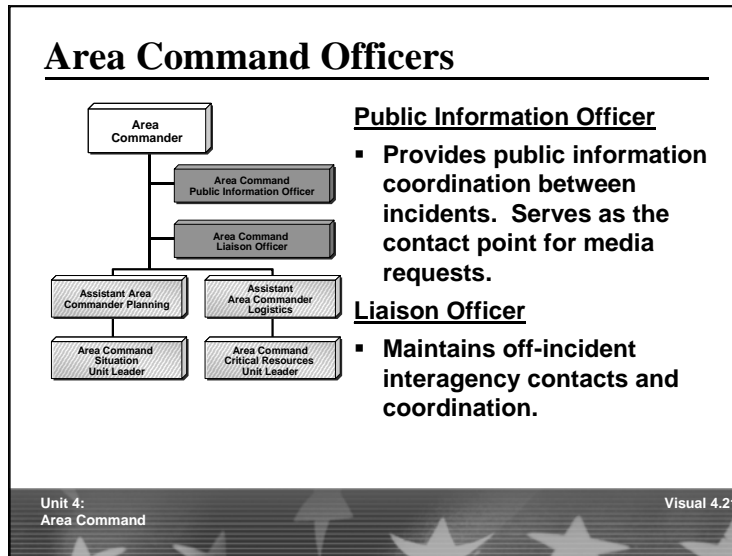 Area Command Officers
Area
Commander
Area Command
Public Information Officer
Area Command
Liaison Officer
Assistant Area
Commander Planning
Assistant
Area Commander
Logistics
Area Command
Situation
Unit Leader
Area Command
Critical Resources
Unit Leader
Public Information Officer
▪ Provides public information
coordination between
incidents. Serves as the
contact point for media
requests.
Liaison Officer
▪ Maintains off-incident
interagency contacts and
coordination.
Unit 4:
Area Command
Visual